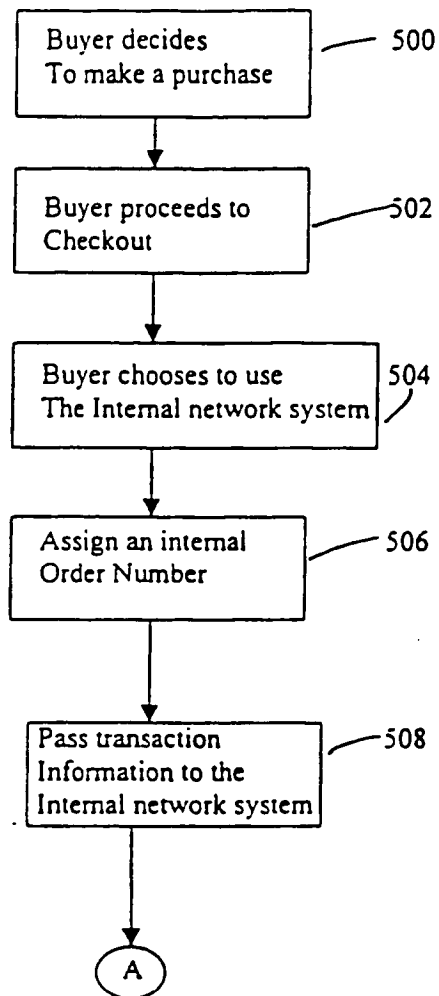 Buyer decides
To make a purchase
500
Buyer proceeds to
Checkout
502
Buyer chooses to use
The Internal network system
504
Assign an internal
Order Number
506
Pass transaction
Information to the
Internal network system
508
A